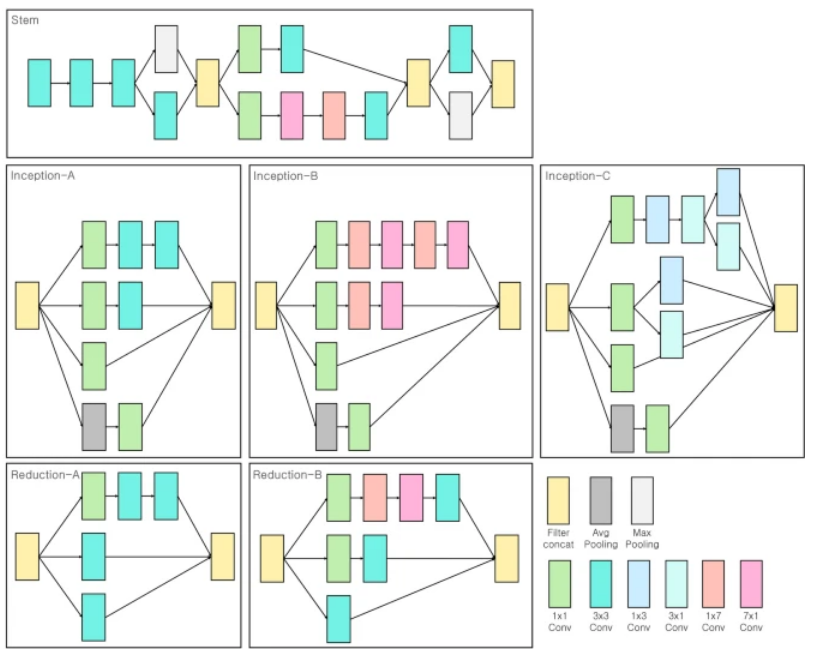 Stem
Inception-A
Inception-B
Inception-C
Reduction-A
Reduction-B
Filter
concat
Avg
Pooling
Max
Pooling
1x1
Conv
3x3
Conv
1x3
Conv
3x1
Conv
1x7
Conv
7x1
Conv